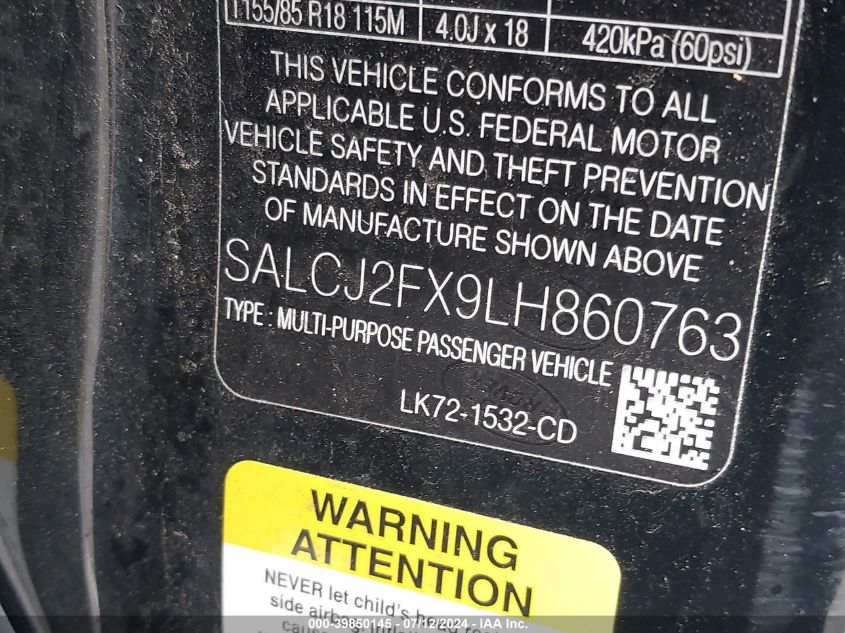 T155/85 R18 115M 4.0J x 18 420kPa (60psi)
THIS VEHICLE CONFORMS TO ALL
APPLICABLE U.S. FEDERAL MOTOR
VEHICLE SAFETY AND THEFT PREVENTION
STANDARDS IN EFFECT ON THE DATE
OF MANUFACTURE SHOWN ABOVE
SALCJ2FX9LH860763
TYPE : MULTI-PURPOSE PASSENGER VEHICLE
LK72-1532-CD
WARNING
ATTENTION
NEVER let child's head rest
side
000-39850145 - 07/12/2024 - IAA Inc.